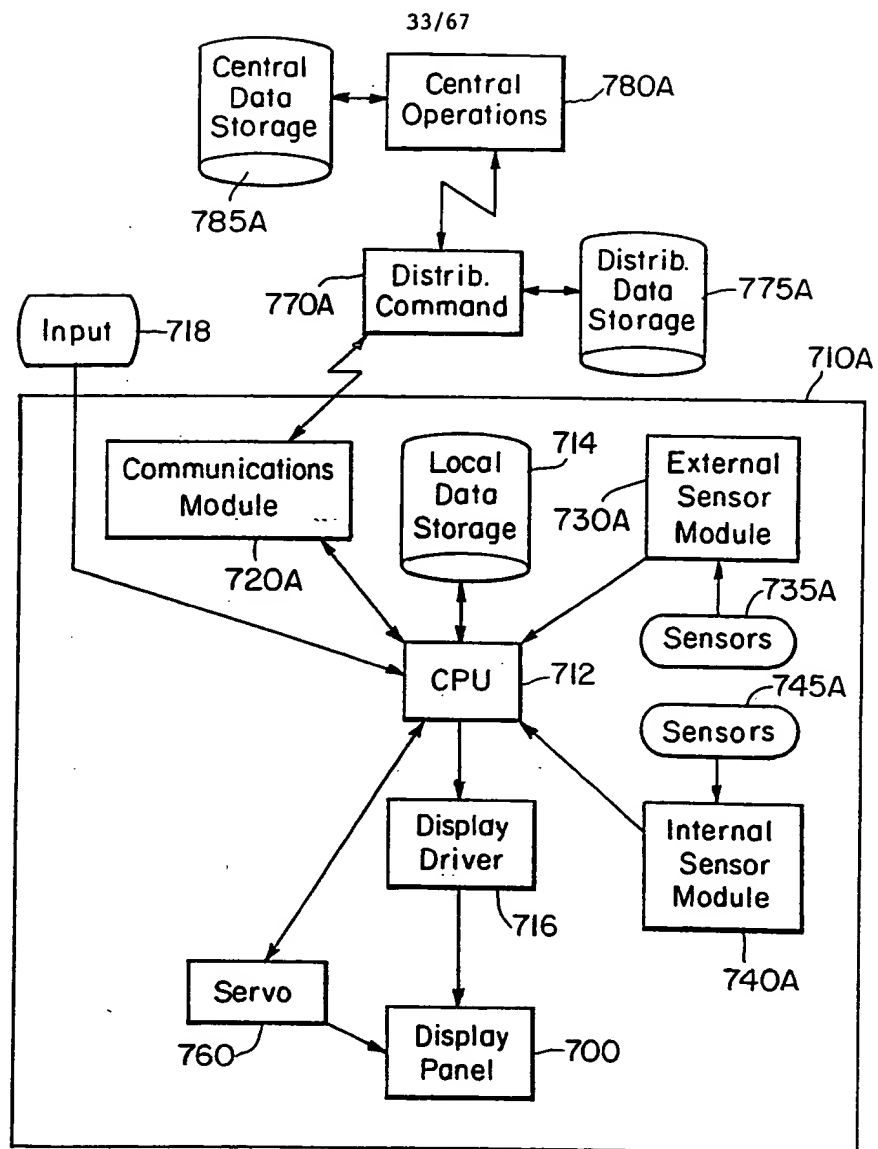 33/67
Central
Data
Storage
785A
Central
Operations
780A
770A
Distrib.
Command
Distrib.
Data
Storage
775A
Input
718
710A
Communications
Module
720A
Local
Data
Storage
714
730A
External
Sensor
Module
735A
Sensors
CPU
712
745A
Sensors
Display
Driver
716
Internal
Sensor
Module
740A
Servo
760
Display
Panel
700